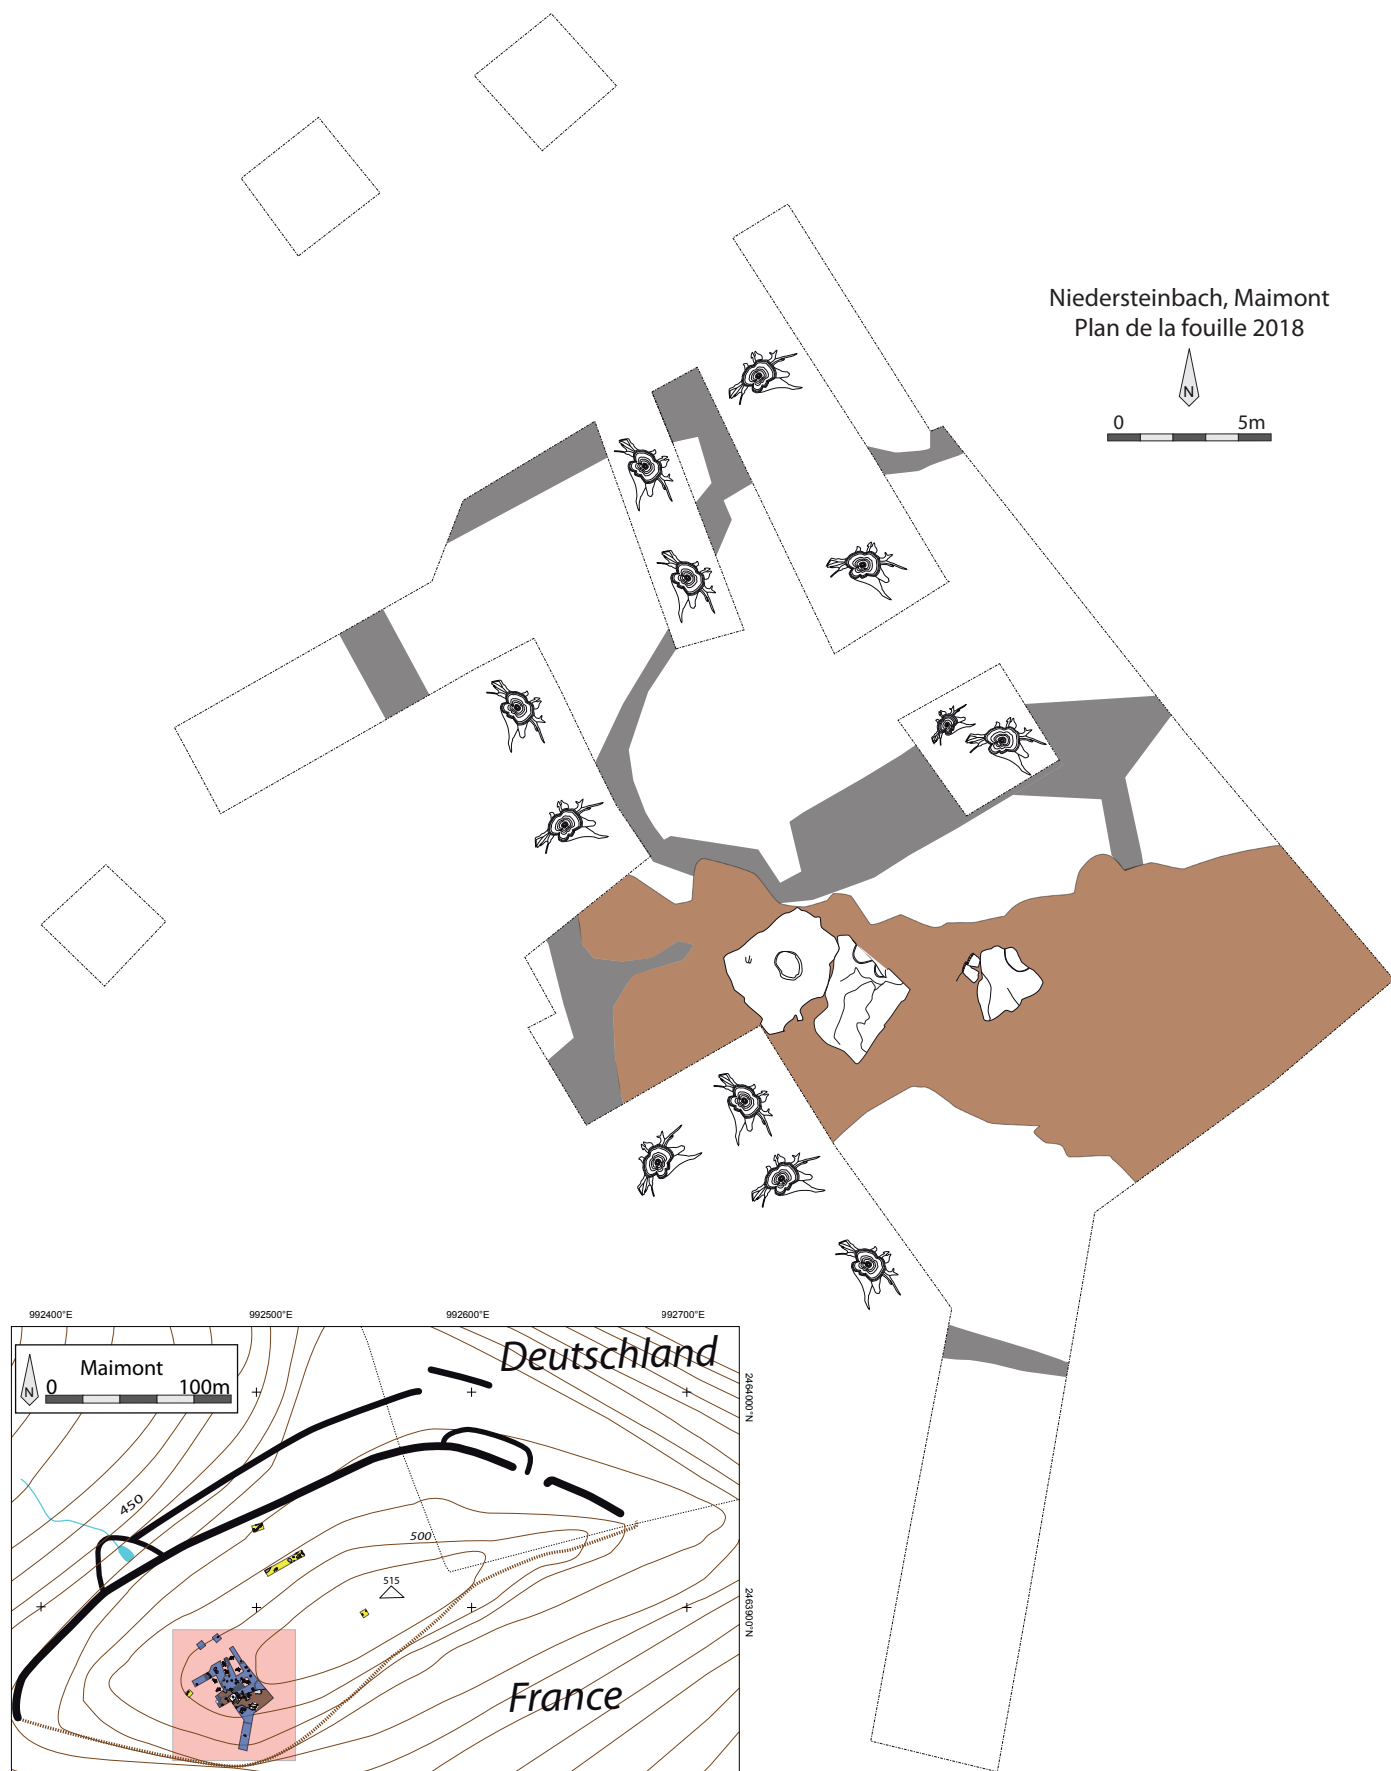 Niedersteinbach, Maimont
Plan de la fouille 2018
N
0 5m
992400°E 992500°E 992600°E 992700°E
Deutschland
Maimont
N
0 100m
2464000°N
450
500
515
2463900°N
France